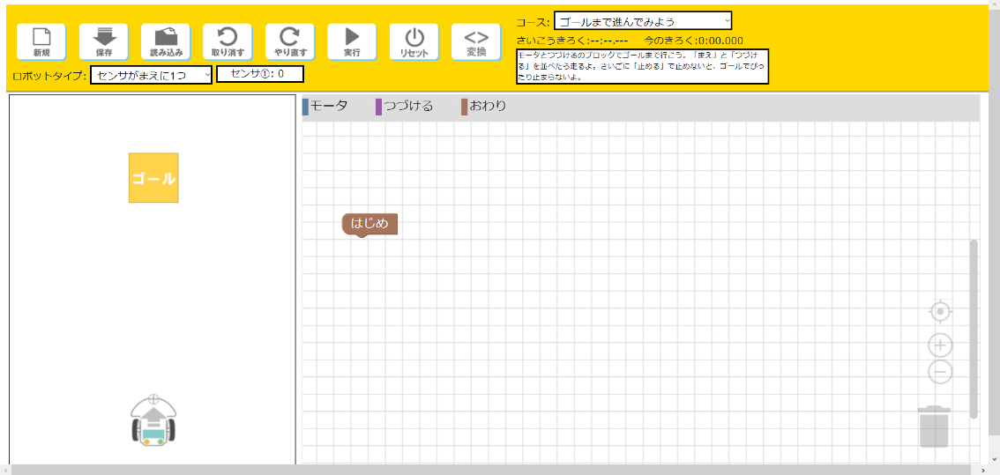 新規 保存 読み込み 取り消す やり直す 実行 リセット 変換
コース: ゴールまで進んでみよう
さいこうきろく:--:--.--- 今のきろく:0:00.000
モータとつづけるのブロックでゴールまで行こう。「まえ」と「つづけ
る」を並べたら走るよ。さいごに「止める」で止めないと、ゴールでぴっ
たり止まらないよ。
ロボットタイプ: センサがまえに1つ センサ①: 0
モータ つづける おわり
ゴール
はじめ